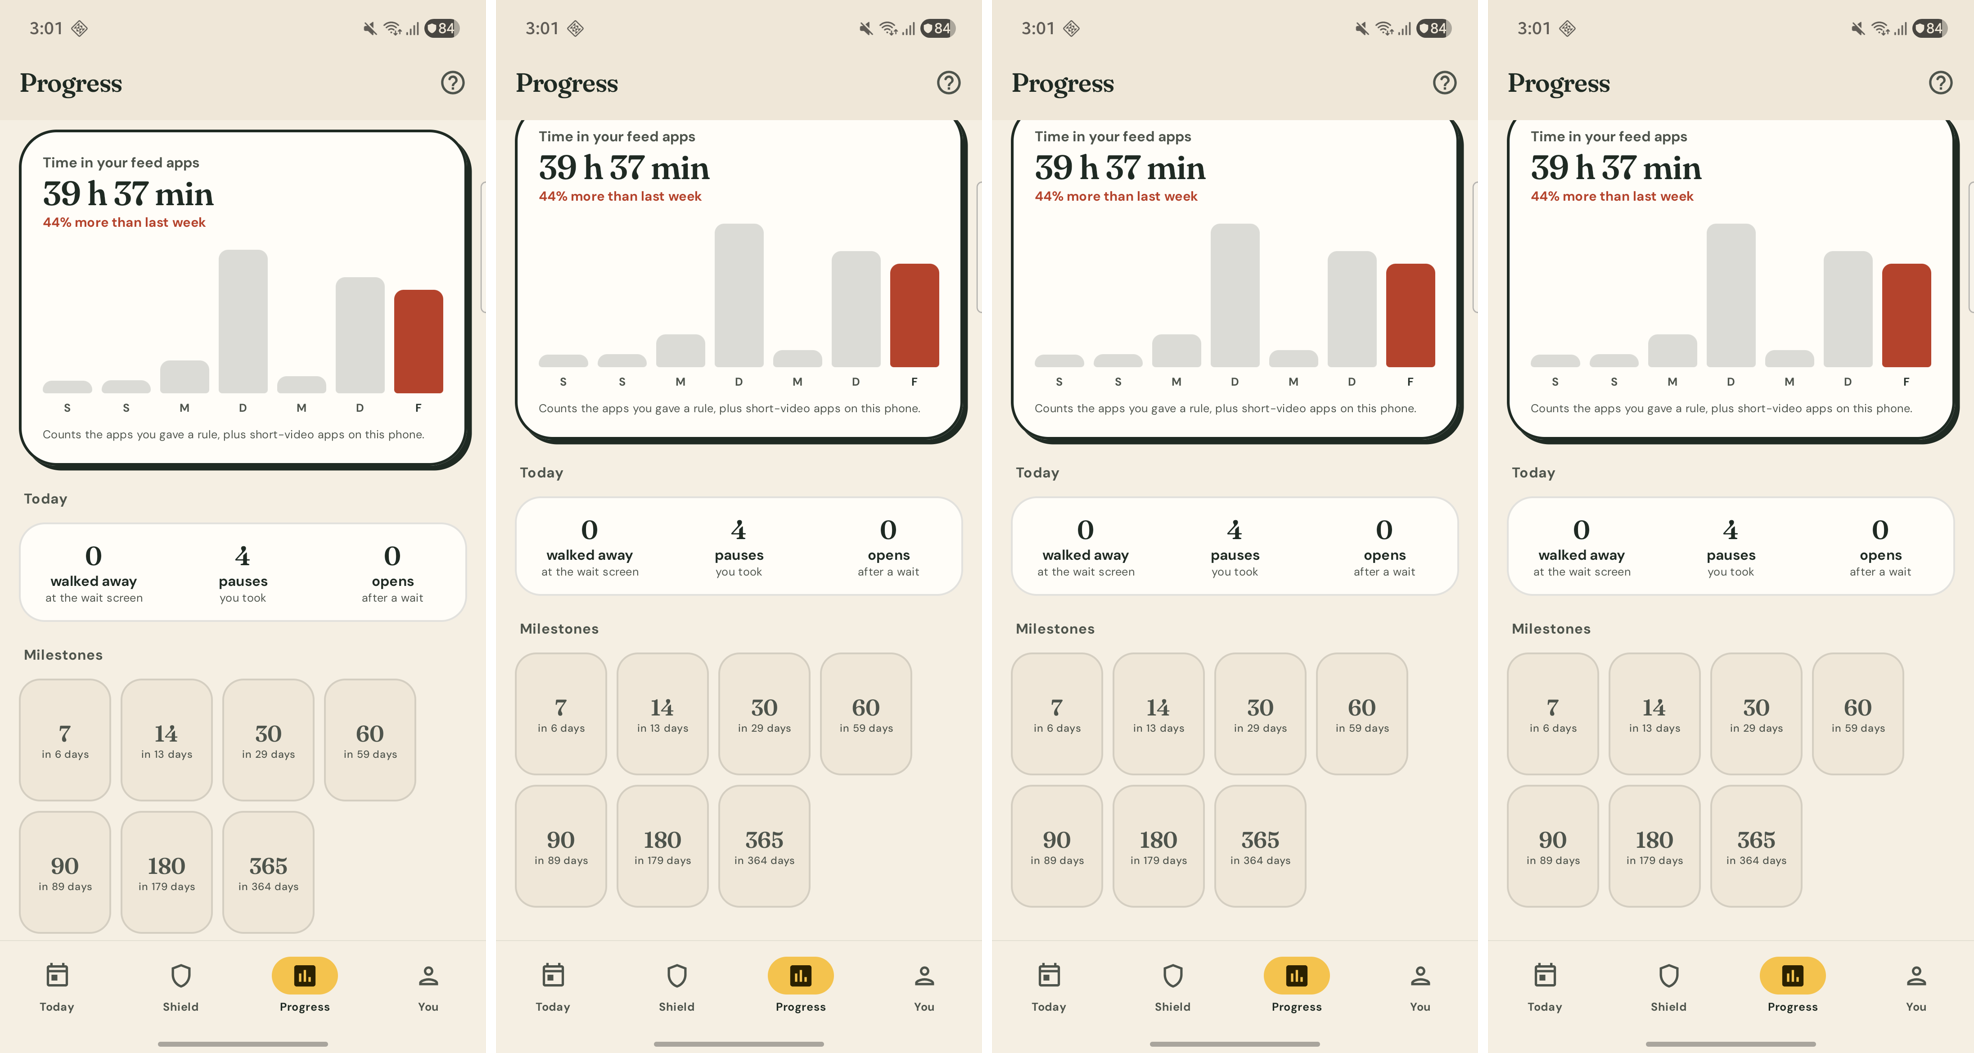 3:01 84
Progress
Time in your feed apps
39 h 37 min
44% more than last week
S S M D M D F
Counts the apps you gave a rule, plus short-video apps on this phone.
Today
0 4 0
walked away pauses opens
at the wait screen you took after a wait
Milestones
7 14 30 60
in 6 days in 13 days in 29 days in 59 days
90 180 365
in 89 days in 179 days in 364 days
Today Shield Progress You
3:01 84
Progress
Time in your feed apps
39 h 37 min
44% more than last week
S S M D M D F
Counts the apps you gave a rule, plus short-video apps on this phone.
Today
0 4 0
walked away pauses opens
at the wait screen you took after a wait
Milestones
7 14 30 60
in 6 days in 13 days in 29 days in 59 days
90 180 365
in 89 days in 179 days in 364 days
Today Shield Progress You
3:01 84
Progress
Time in your feed apps
39 h 37 min
44% more than last week
S S M D M D F
Counts the apps you gave a rule, plus short-video apps on this phone.
Today
0 4 0
walked away pauses opens
at the wait screen you took after a wait
Milestones
7 14 30 60
in 6 days in 13 days in 29 days in 59 days
90 180 365
in 89 days in 179 days in 364 days
Today Shield Progress You
3:01 84
Progress
Time in your feed apps
39 h 37 min
44% more than last week
S S M D M D F
Counts the apps you gave a rule, plus short-video apps on this phone.
Today
0 4 0
walked away pauses opens
at the wait screen you took after a wait
Milestones
7 14 30 60
in 6 days in 13 days in 29 days in 59 days
90 180 365
in 89 days in 179 days in 364 days
Today Shield Progress You